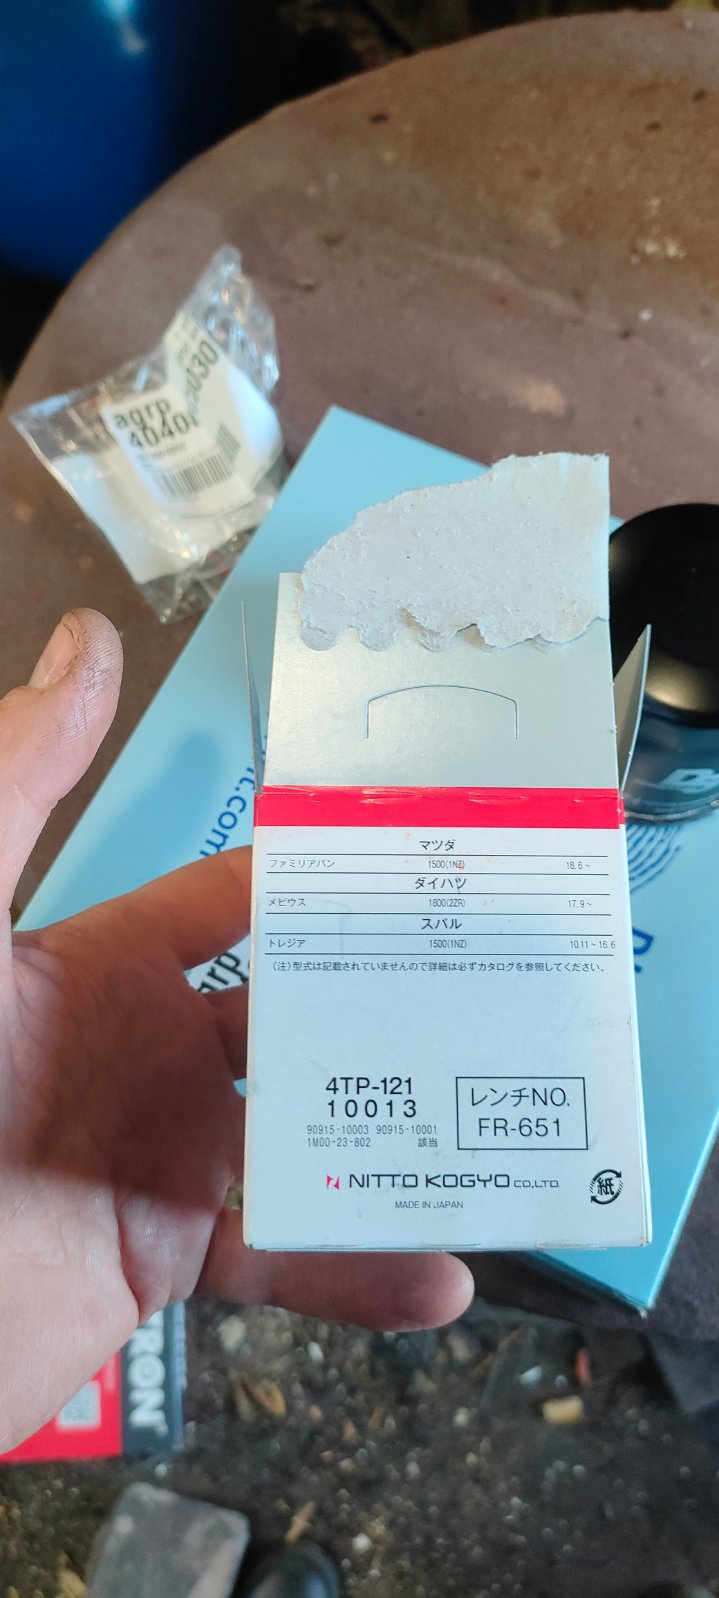 agrp
4040
030
マツダ
ファミリアバン 1500(1NZ) 18.6~
ダイハツ
メビウス 1800(2ZR) 17.9~
スバル
トレジア 1500(1NZ) 10.11~16.6
(注)型式は記載されていませんので詳細は必ずカタログを参照してください。
4TP-121
10013
90915-10003 90915-10001
1M00-23-802 該当
レンチNO.
FR-651
NITTO KOGYO CO.,LTD.
MADE IN JAPAN
紙
t.com
arp
TRON